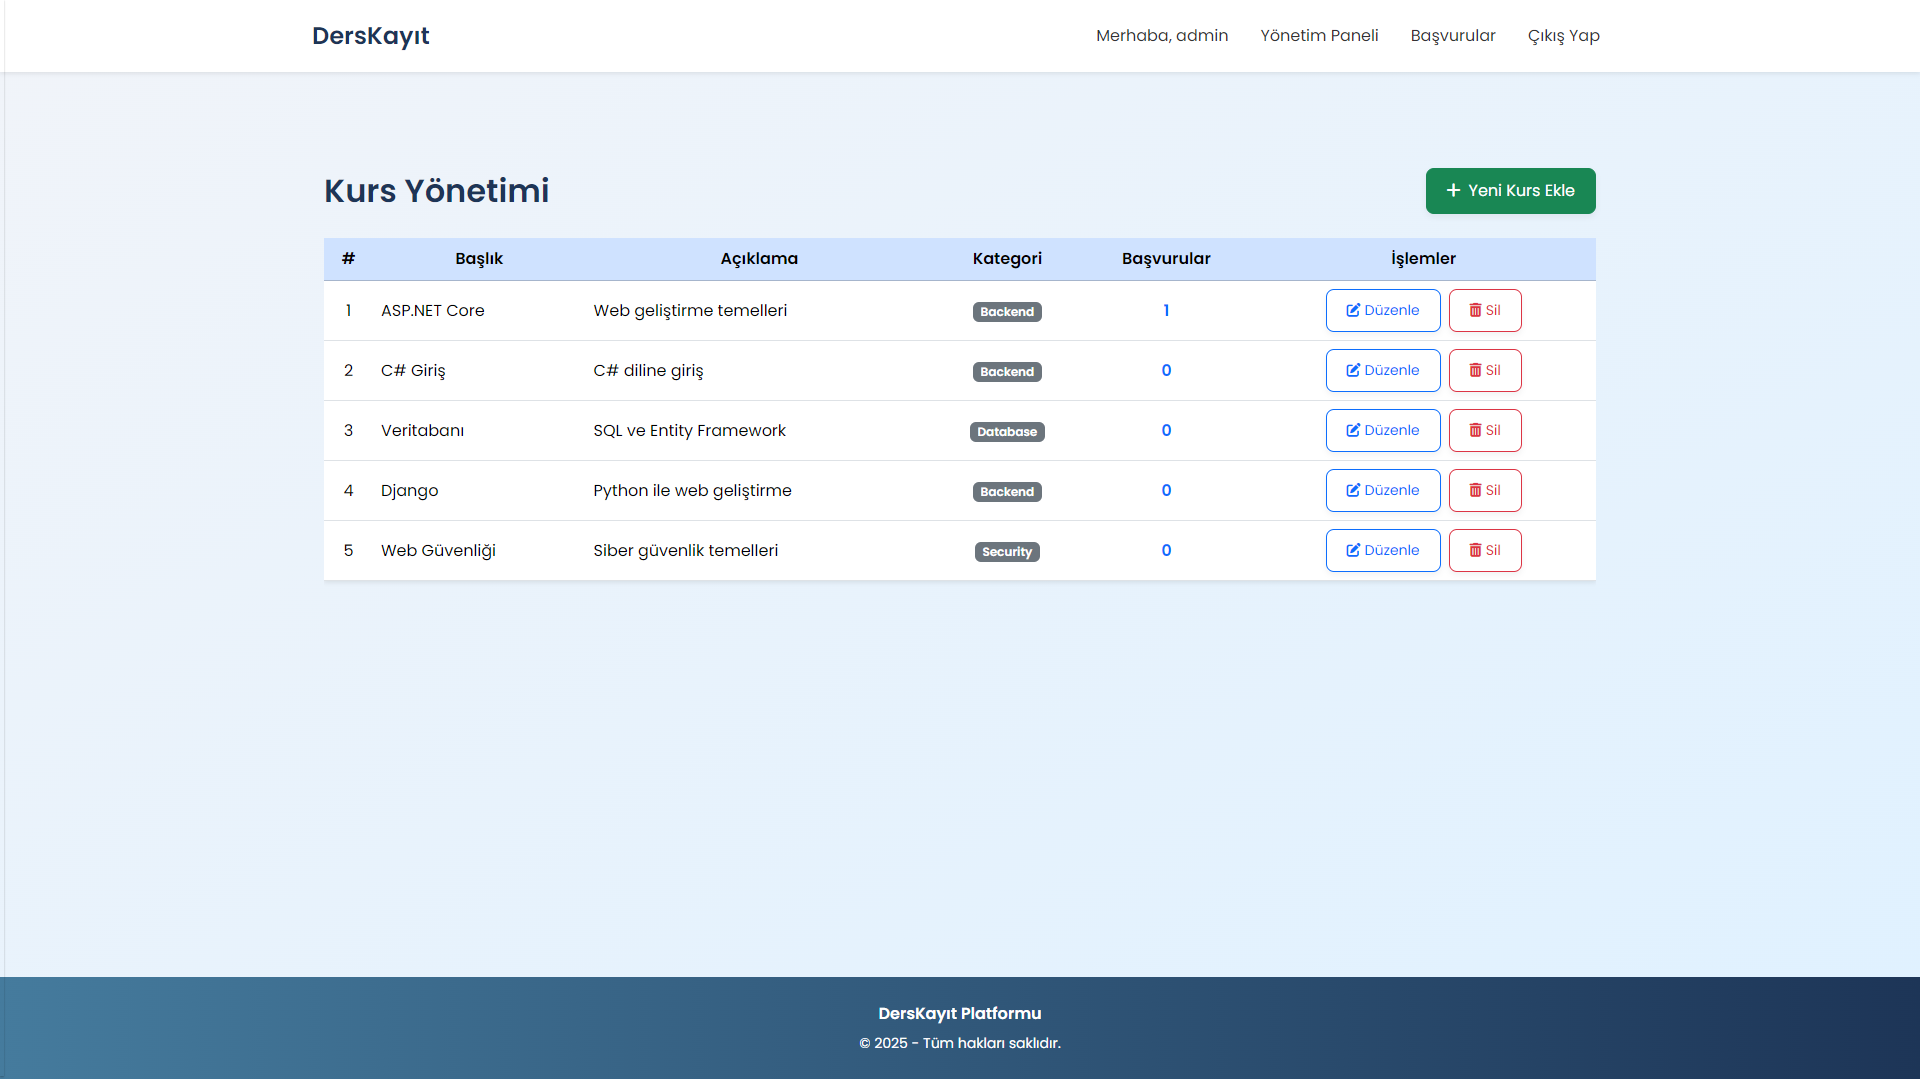 DersKayıt Merhaba, admin Yönetim Paneli Başvurular Çıkış Yap
Kurs Yönetimi Yeni Kurs Ekle
# Başlık Açıklama Kategori Başvurular İşlemler
1 ASP.NET Core Web geliştirme temelleri Backend 1 Düzenle Sil
2 C# Giriş C# diline giriş Backend 0 Düzenle Sil
3 Veritabanı SQL ve Entity Framework Database 0 Düzenle Sil
4 Django Python ile web geliştirme Backend 0 Düzenle Sil
5 Web Güvenliği Siber güvenlik temelleri Security 0 Düzenle Sil
DersKayıt Platformu
© 2025 - Tüm hakları saklıdır.